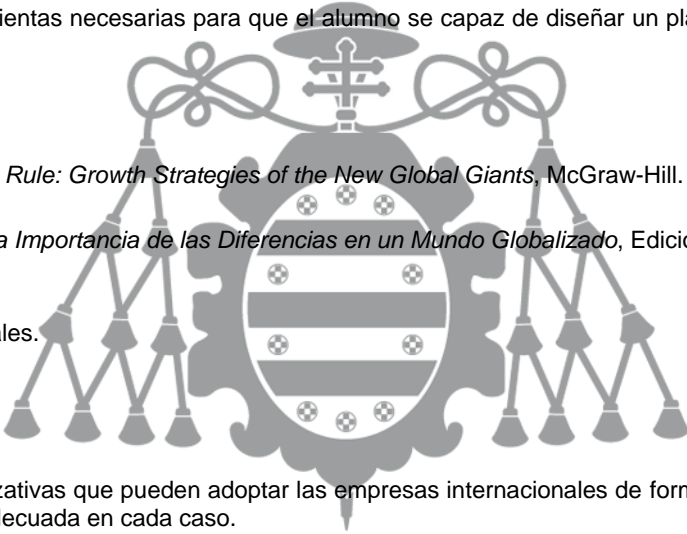 ientas necesarias para que el alumno se capaz de diseñar un pla
Rule: Growth Strategies of the New Global Giants, McGraw-Hill.
a Importancia de las Diferencias en un Mundo Globalizado, Edició
ales.
zativas que pueden adoptar las empresas internacionales de form
decuada en cada caso.